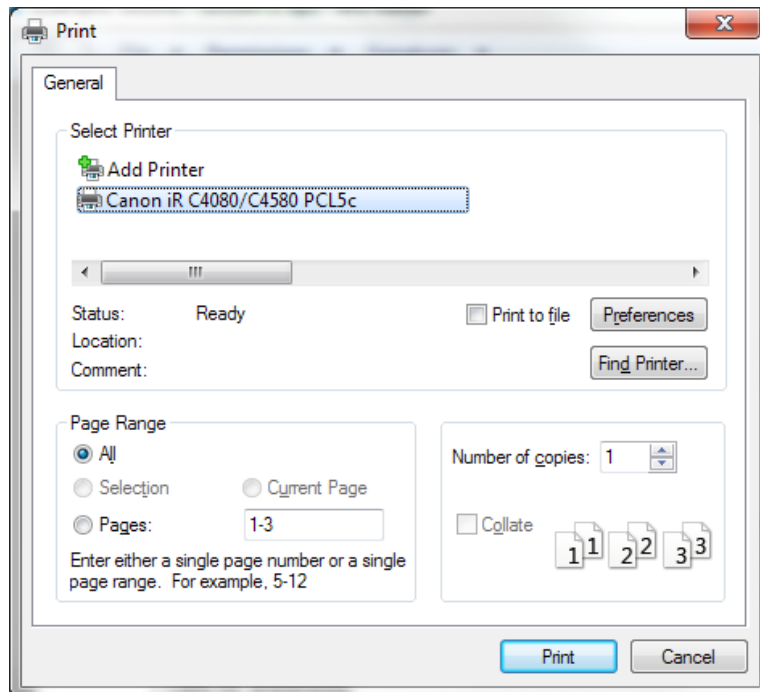 Print
General
Select Printer
Add Printer
Canon iR C4080/C4580 PCL5c
Status: Ready
Print to file
Preferences
Location:
Comment:
Find Printer...
Page Range
All
Selection
Current Page
Pages: 1-3
Enter either a single page number or a single
page range. For example, 5-12
Number of copies: 1
Collate
1 1 2 2 3 3
Print
Cancel